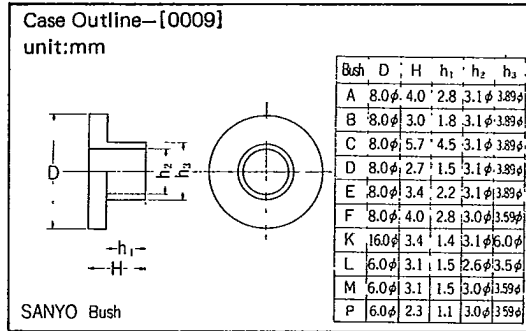 Case Outline–[0009]
unit:mm
Bush D H h₁ h₂ h₃
A 8.0φ 4.0 2.8 3.1φ 3.89φ
B 8.0φ 3.0 1.8 3.1φ 3.89φ
C 8.0φ 5.7 4.5 3.1φ 3.89φ
D 8.0φ 2.7 1.5 3.1φ 3.89φ
E 8.0φ 3.4 2.2 3.1φ 3.89φ
F 8.0φ 4.0 2.8 3.0φ 3.59φ
K 16.0φ 3.4 1.4 3.1φ 6.0φ
L 6.0φ 3.1 1.5 2.6φ 3.5φ
M 6.0φ 3.1 1.5 3.0φ 3.59φ
P 6.0φ 2.3 1.1 3.0φ 3.59φ
D
h₂
h₃
h₁
H
SANYO Bush